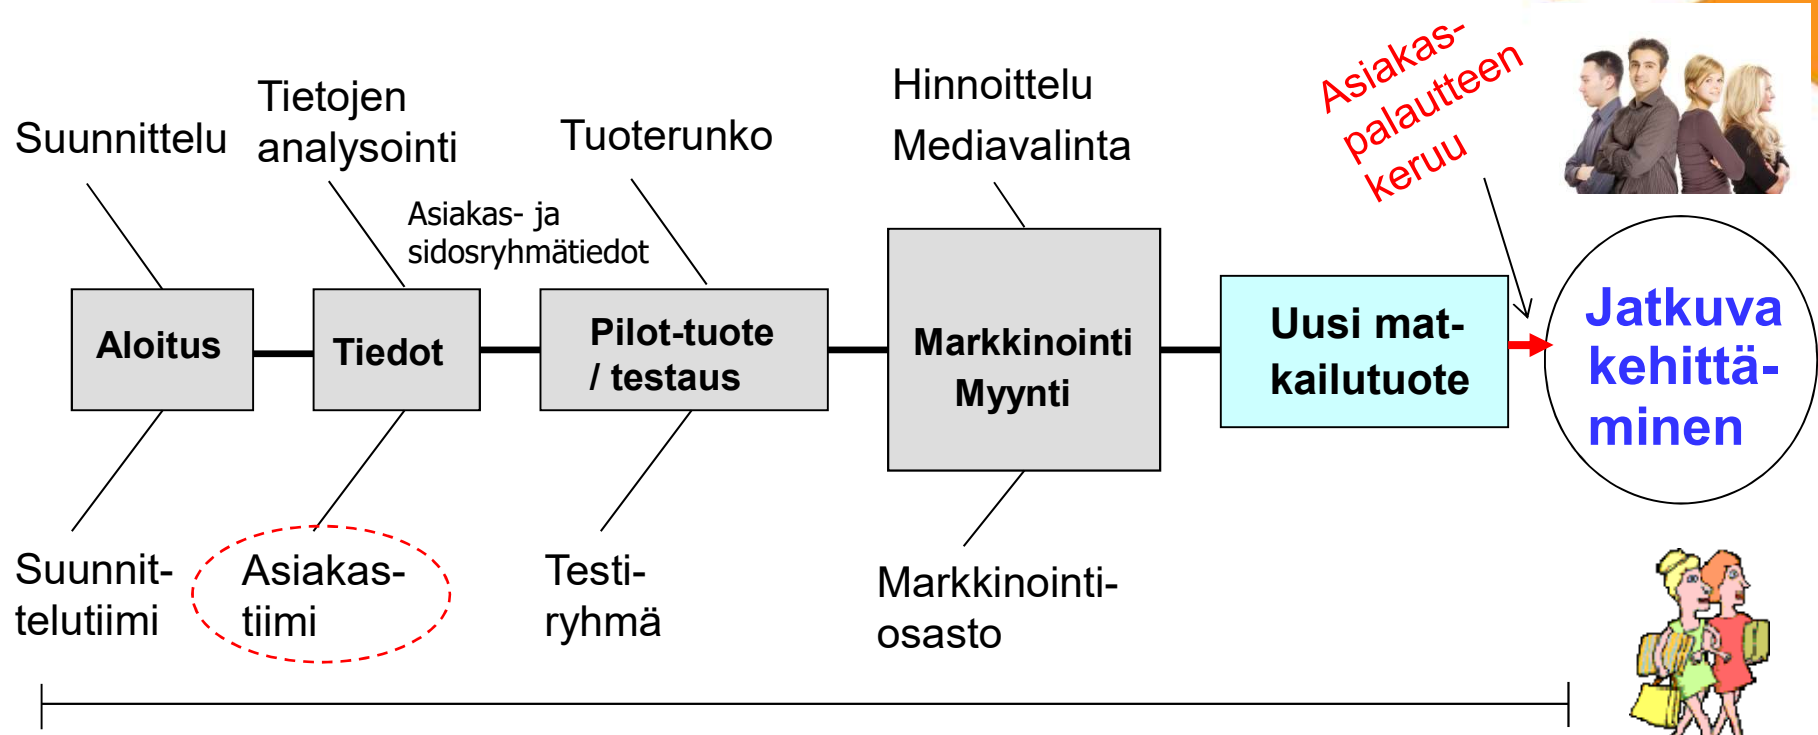 Suunnittelu
Tietojen
analysointi
Asiakas- ja
sidosryhmätiedot
Tuoterunko
Hinnoittelu
Mediavalinta
Asiakas-
palautteen
keruu
Aloitus
Tiedot
Pilot-tuote
/ testaus
Markkinointi
Myynti
Uusi mat-
kailutuote
Jatkuva
kehittä-
minen
Suunnit-
telutiimi
Asiakas-
tiimi
Testi-
ryhmä
Markkinointi-
osasto